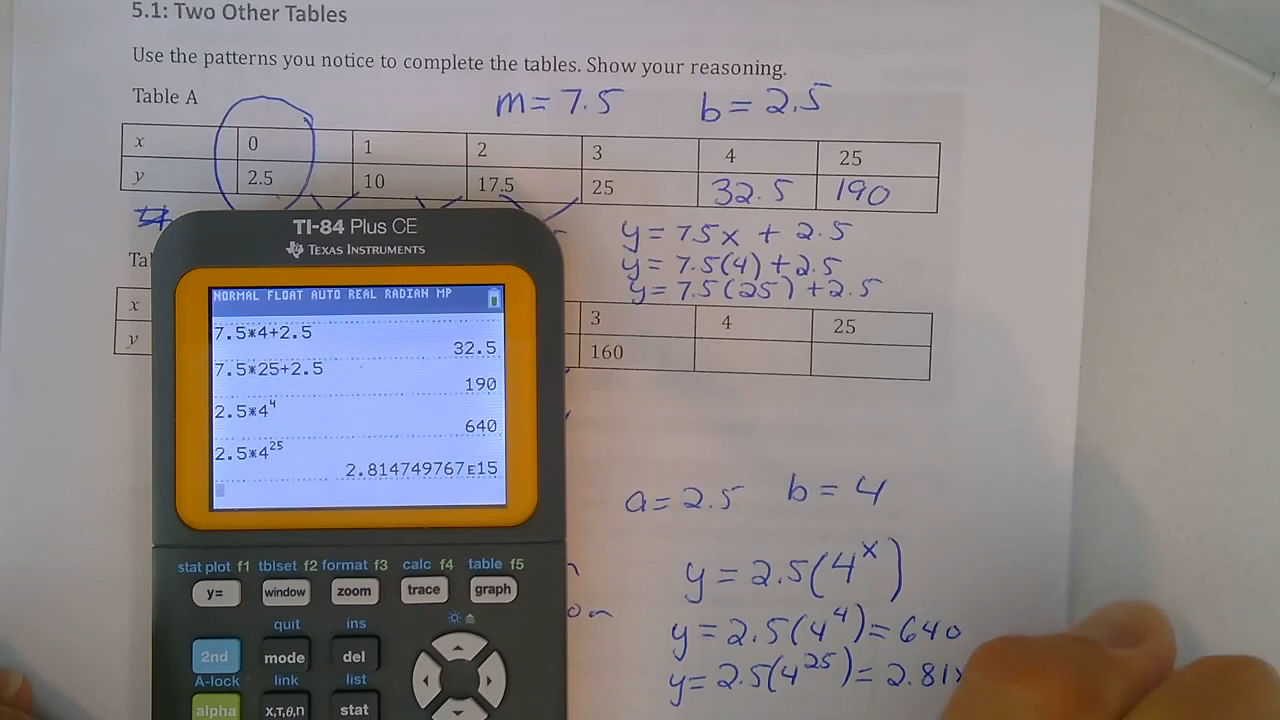 5.1: Two Other Tables
Use the patterns you notice to complete the tables. Show your reasoning.
Table A
m = 7.5 b = 2.5
x 0 1 2 3 4 25
y 2.5 10 17.5 25 32.5 190
y = 7.5x + 2.5
y = 7.5(4) + 2.5
y = 7.5(25) + 2.5
x 3 4 25
y 160
a = 2.5 b = 4
y = 2.5(4^x)
y = 2.5(4^4) = 640
y = 2.5(4^25) = 2.81
TI-84 Plus CE
TEXAS INSTRUMENTS
NORMAL FLOAT AUTO REAL RADIAN MP
7.5*4+2.5
32.5
7.5*25+2.5
190
2.5*4^4
640
2.5*4^25
2.814749767E15
stat plot f1 tblset f2 format f3 calc f4 table f5
y= window zoom trace graph
quit ins
2nd mode del
A-lock link list
alpha X,T,θ,n stat